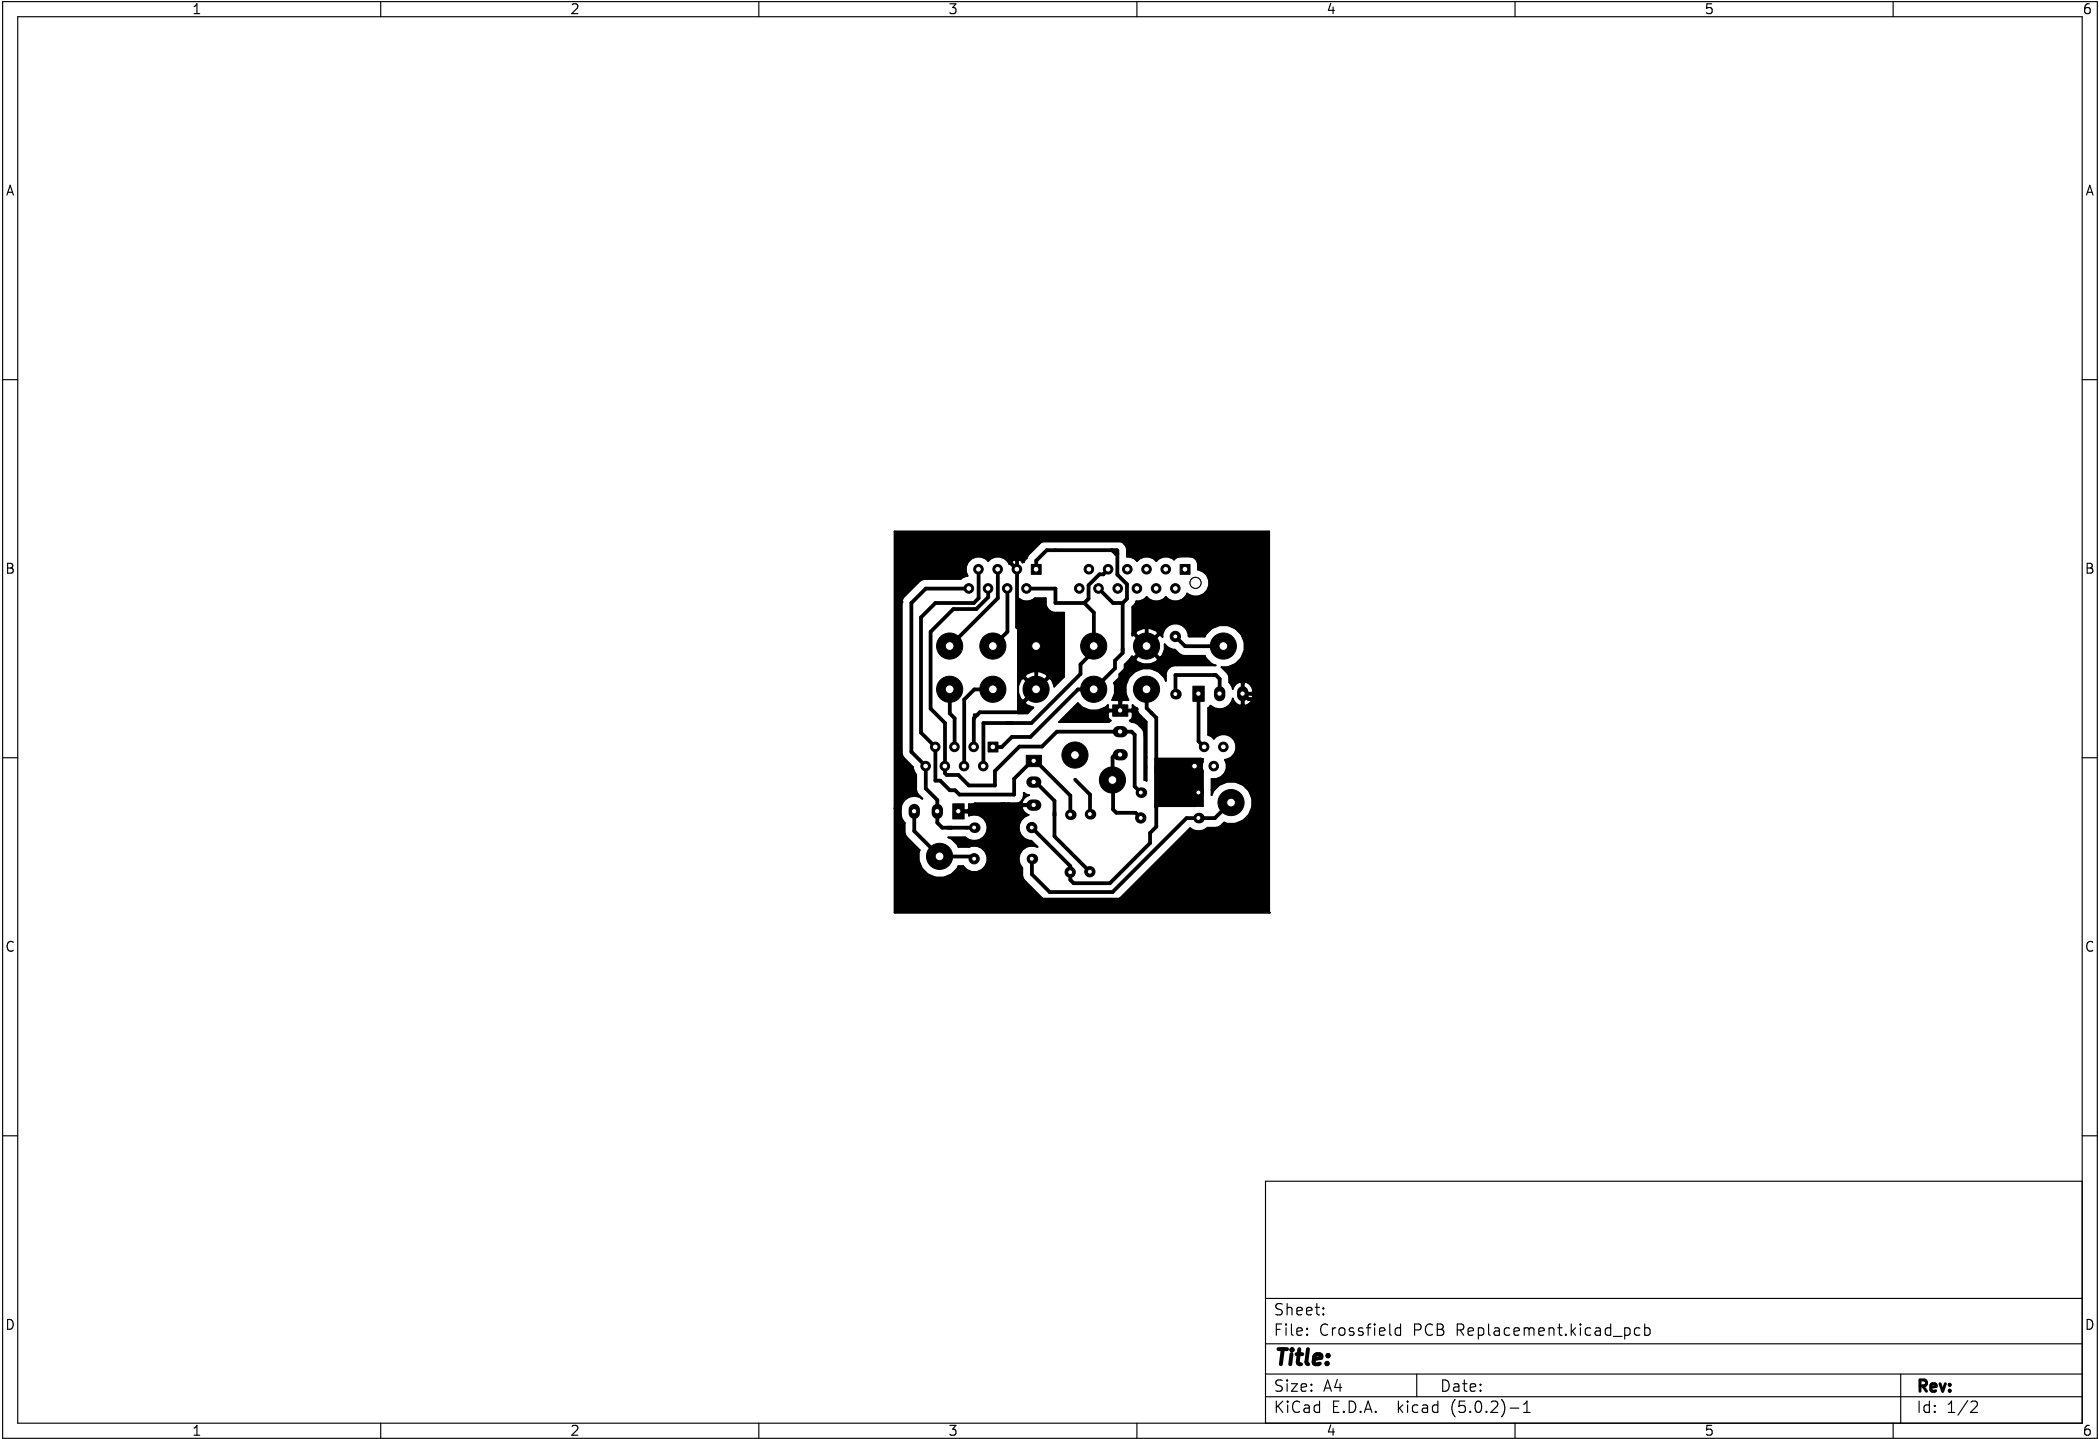 1 2 3 4 5 6
A A
B B
C C
D D
Sheet:
File: Crossfield PCB Replacement.kicad_pcb
Title:
Size: A4 Date: Rev:
KiCad E.D.A. kicad (5.0.2)-1 Id: 1/2
1 2 3 4 5 6